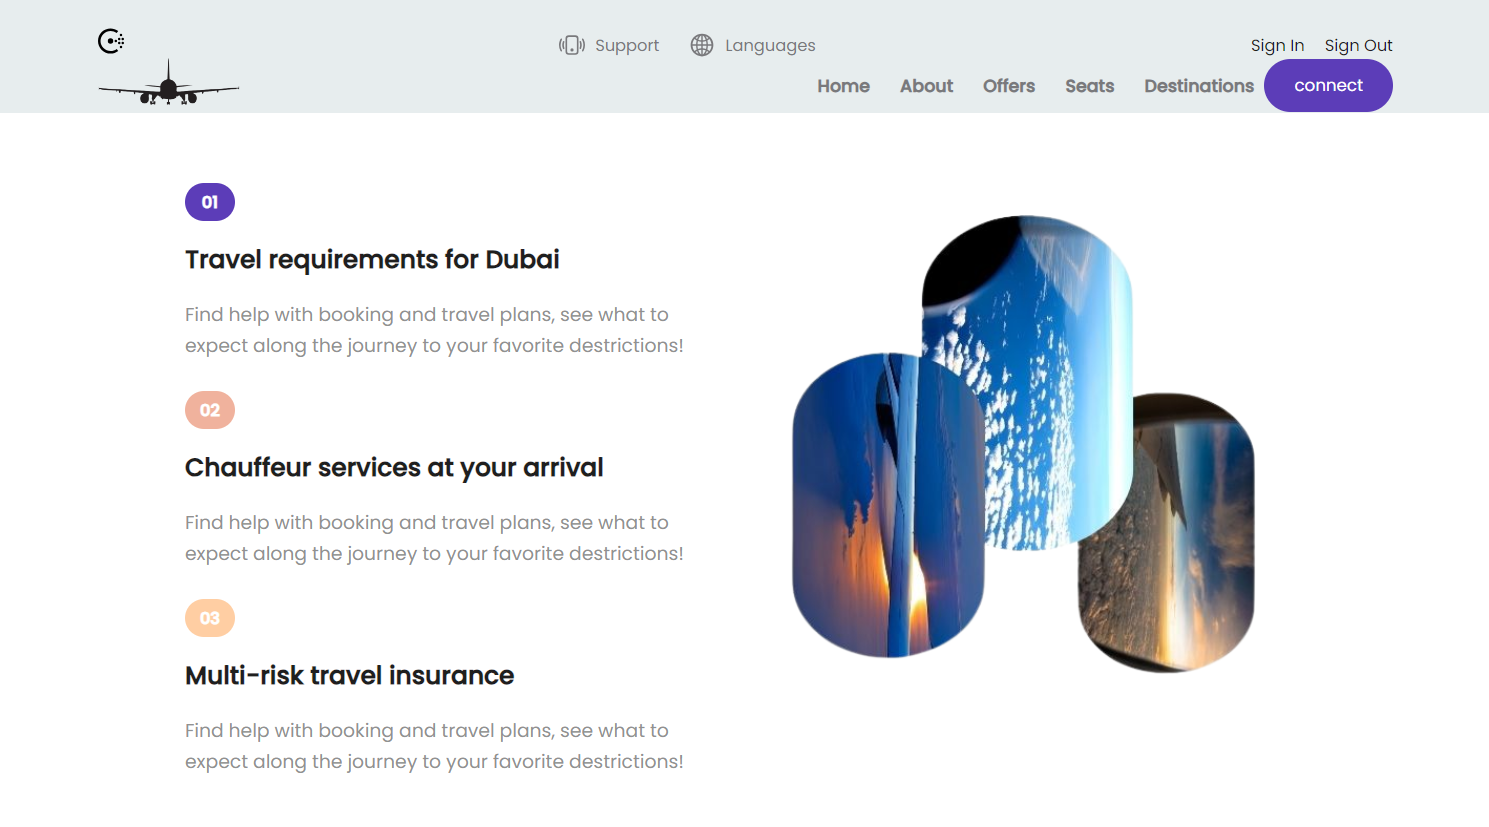 Support
Languages
Sign In
Sign Out
Home
About
Offers
Seats
Destinations
connect
01
Travel requirements for Dubai
Find help with booking and travel plans, see what to
expect along the journey to your favorite destrictions!
02
Chauffeur services at your arrival
Find help with booking and travel plans, see what to
expect along the journey to your favorite destrictions!
03
Multi-risk travel insurance
Find help with booking and travel plans, see what to
expect along the journey to your favorite destrictions!